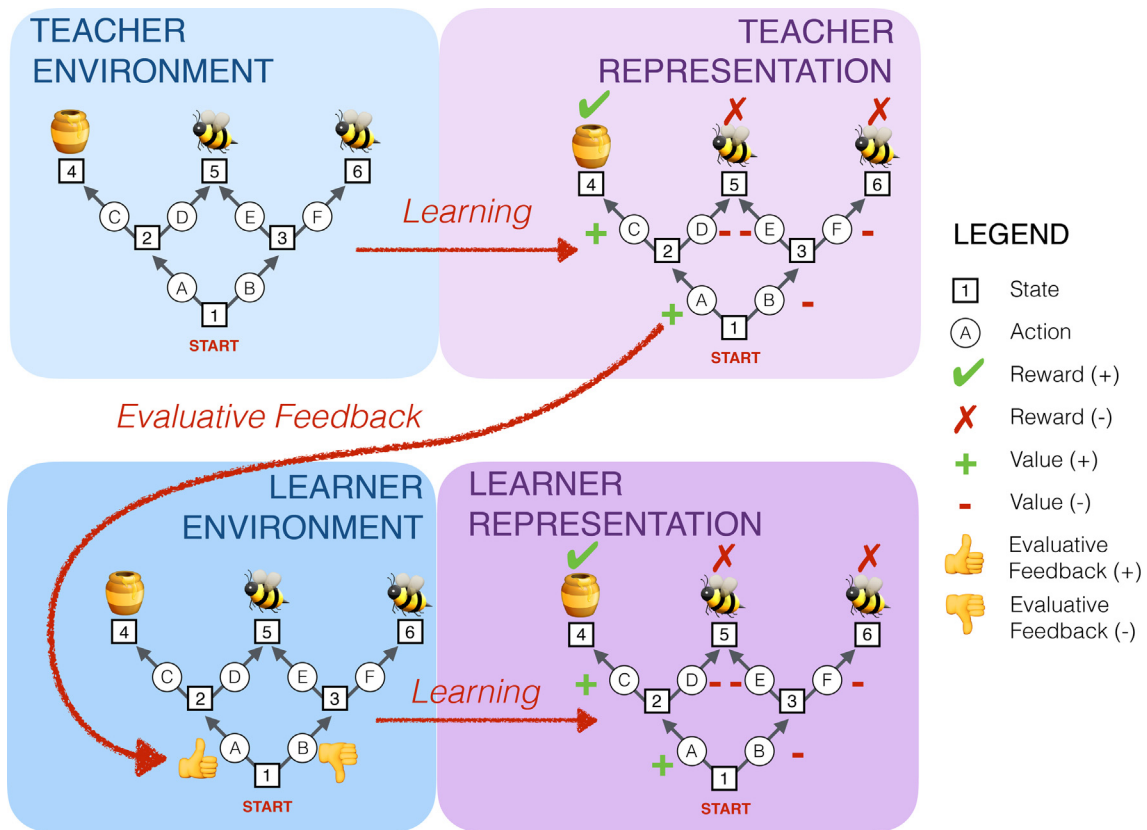 TEACHER
ENVIRONMENT
4
5
6
C
D
E
F
2
3
A
B
1
START
Learning
TEACHER
REPRESENTATION
4
5
6
C
D
E
F
+
- -
-
2
3
A
B
+
-
1
START
Evaluative Feedback
LEARNER
ENVIRONMENT
4
5
6
C
D
E
F
2
3
A
B
1
START
Learning
LEARNER
REPRESENTATION
4
5
6
C
D
E
F
+
- -
-
2
3
A
B
+
-
1
START
LEGEND
1 State
A Action
Reward (+)
Reward (-)
+ Value (+)
- Value (-)
Evaluative
Feedback (+)
Evaluative
Feedback (-)